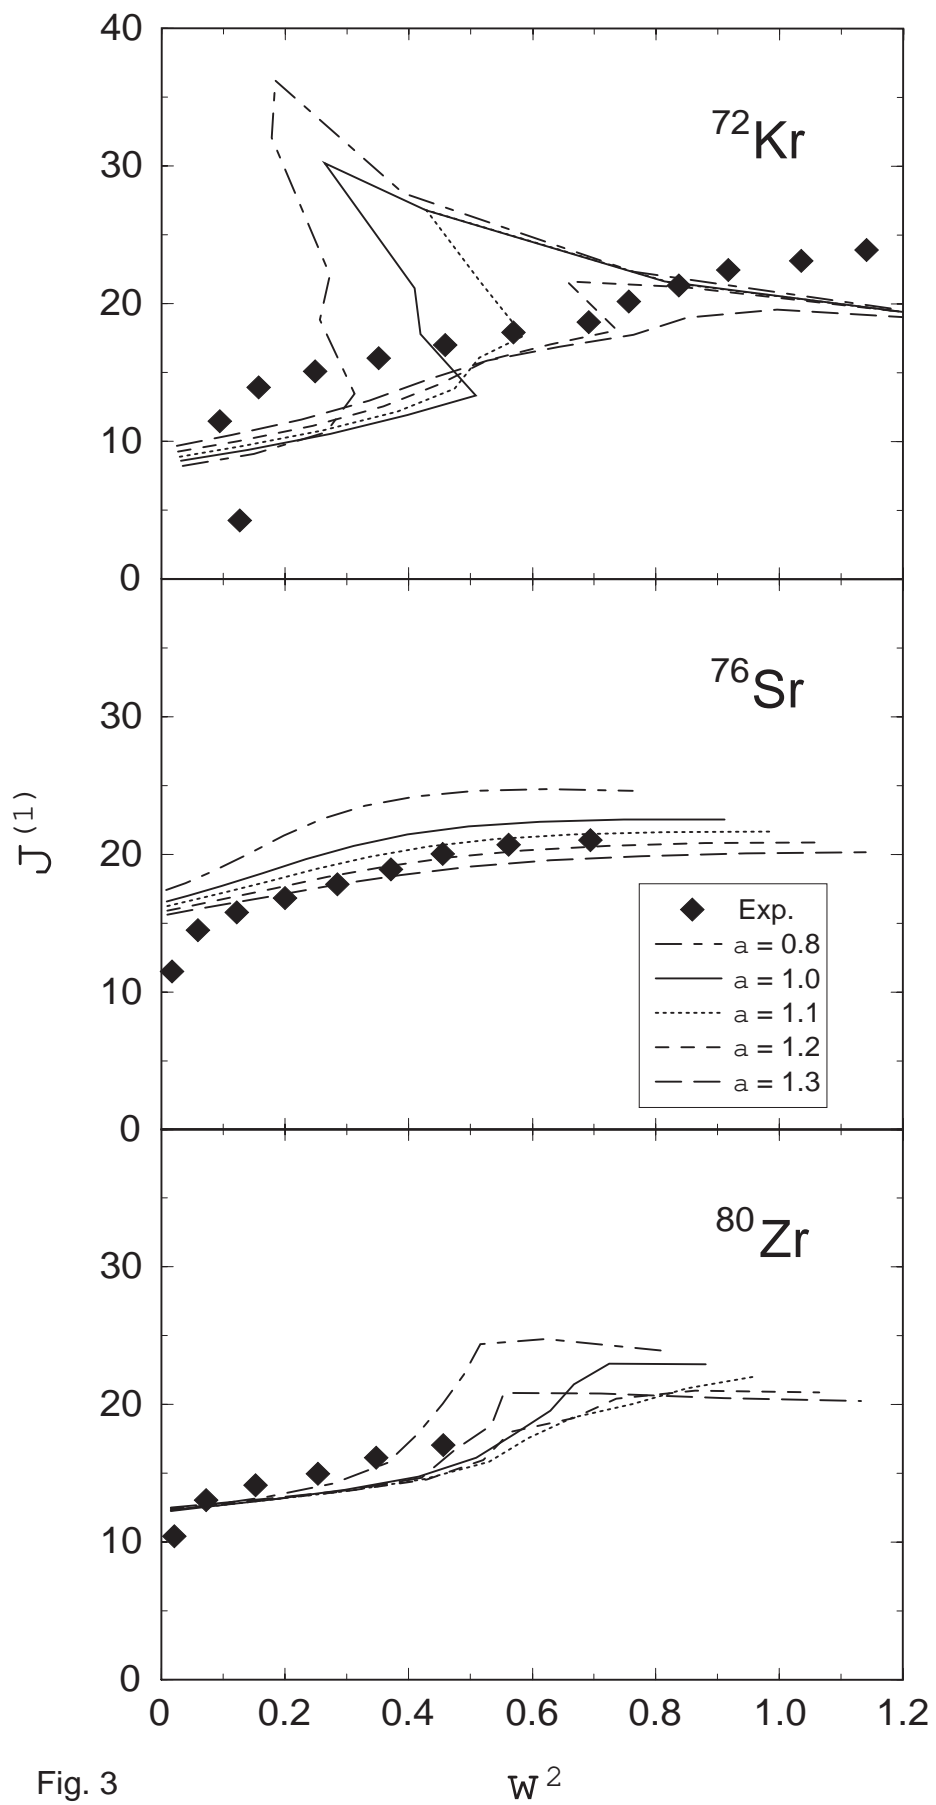 40
30
20
10
0
⁷²Kr
30
20
10
0
⁷⁶Sr
J⁽¹⁾
Exp.
a = 0.8
a = 1.0
a = 1.1
a = 1.2
a = 1.3
30
20
10
0
⁸⁰Zr
0 0.2 0.4 0.6 0.8 1.0 1.2
Fig. 3
w²